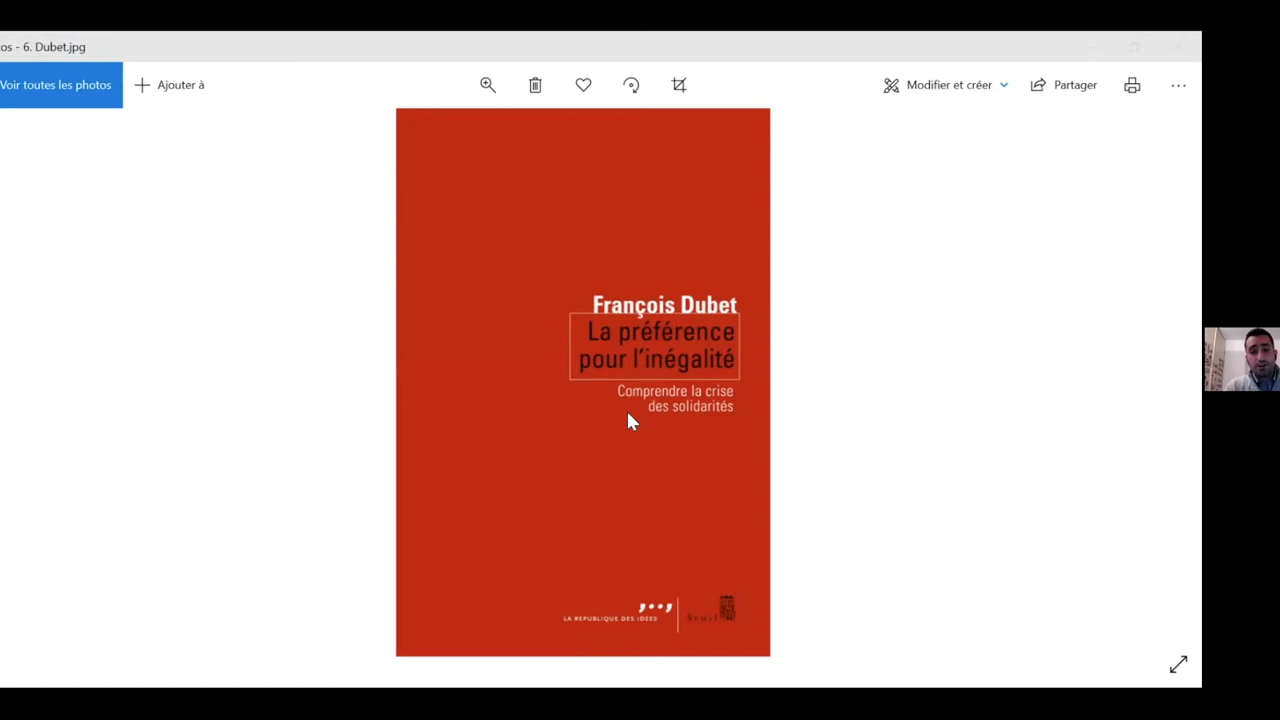 os - 6. Dubet.jpg
Voir toutes les photos
Ajouter à
Modifier et créer
Partager
François Dubet
La préférence
pour l'inégalité
Comprendre la crise
des solidarités
LA REPUBLIQUE DES IDEES
Seuil